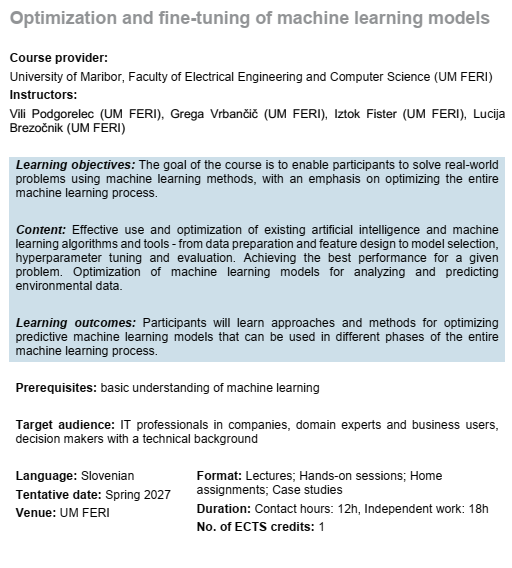 Optimization and fine-tuning of machine learning models
Course provider:
University of Maribor, Faculty of Electrical Engineering and Computer Science (UM FERI)
Instructors:
Vili Podgorelec (UM FERI), Grega Vrbančič (UM FERI), Iztok Fister (UM FERI), Lucija
Brezočnik (UM FERI)
Learning objectives: The goal of the course is to enable participants to solve real-world
problems using machine learning methods, with an emphasis on optimizing the entire
machine learning process.
Content: Effective use and optimization of existing artificial intelligence and machine
learning algorithms and tools - from data preparation and feature design to model selection,
hyperparameter tuning and evaluation. Achieving the best performance for a given
problem. Optimization of machine learning models for analyzing and predicting
environmental data.
Learning outcomes: Participants will learn approaches and methods for optimizing
predictive machine learning models that can be used in different phases of the entire
machine learning process.
Prerequisites: basic understanding of machine learning
Target audience: IT professionals in companies, domain experts and business users,
decision makers with a technical background
Language: Slovenian
Tentative date: Spring 2027
Venue: UM FERI
Format: Lectures; Hands-on sessions; Home
assignments; Case studies
Duration: Contact hours: 12h, Independent work: 18h
No. of ECTS credits: 1